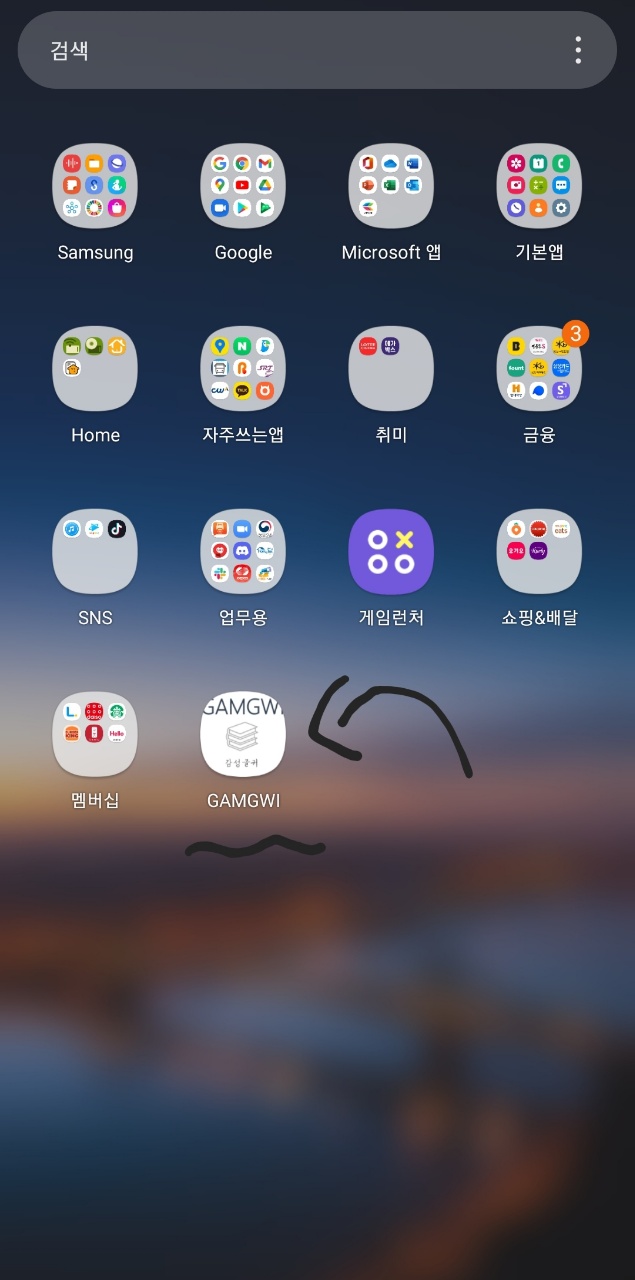 검색
Samsung
Google
Microsoft 앱
기본앱
Home
자주쓰는앱
취미
3
금융
SNS
업무용
게임런처
쇼핑&배달
멤버십
GAMGWI
감성글귀
GAMGWI